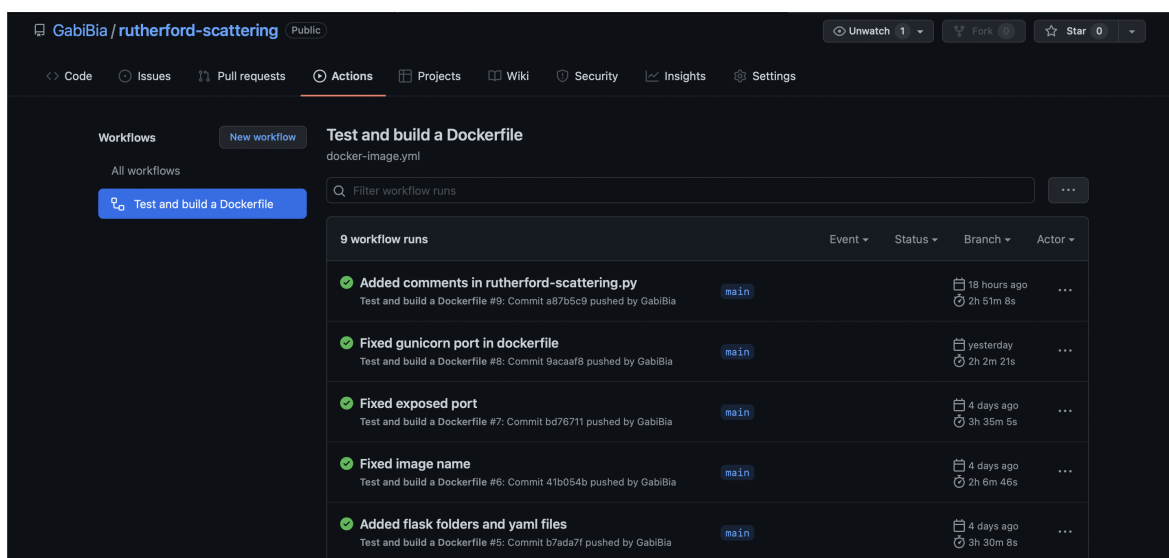 GabiBia / rutherford-scattering Public
Unwatch 1
Fork 0
Star 0
Code
Issues
Pull requests
Actions
Projects
Wiki
Security
Insights
Settings
Workflows
New workflow
All workflows
Test and build a Dockerfile
Test and build a Dockerfile
docker-image.yml
Filter workflow runs
9 workflow runs
Event
Status
Branch
Actor
Added comments in rutherford-scattering.py
Test and build a Dockerfile #9: Commit a87b5c9 pushed by GabiBia
main
18 hours ago
2h 51m 8s
Fixed gunicorn port in dockerfile
Test and build a Dockerfile #8: Commit 9acaaf8 pushed by GabiBia
main
yesterday
2h 2m 21s
Fixed exposed port
Test and build a Dockerfile #7: Commit bd76711 pushed by GabiBia
main
4 days ago
3h 35m 5s
Fixed image name
Test and build a Dockerfile #6: Commit 41b054b pushed by GabiBia
main
4 days ago
2h 6m 46s
Added flask folders and yaml files
Test and build a Dockerfile #5: Commit b7ada7f pushed by GabiBia
main
4 days ago
3h 30m 8s